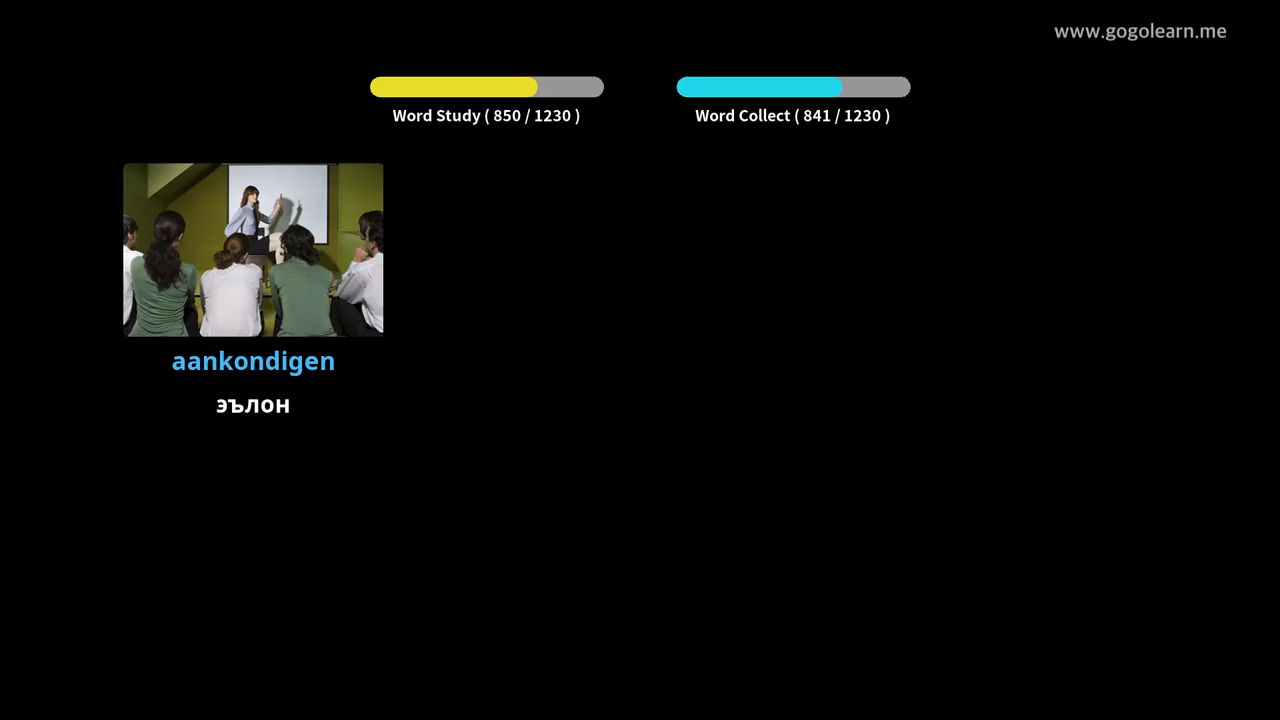 www.gogolearn.me
Word Study ( 850 / 1230 )
Word Collect ( 841 / 1230 )
aankondigen
эълон